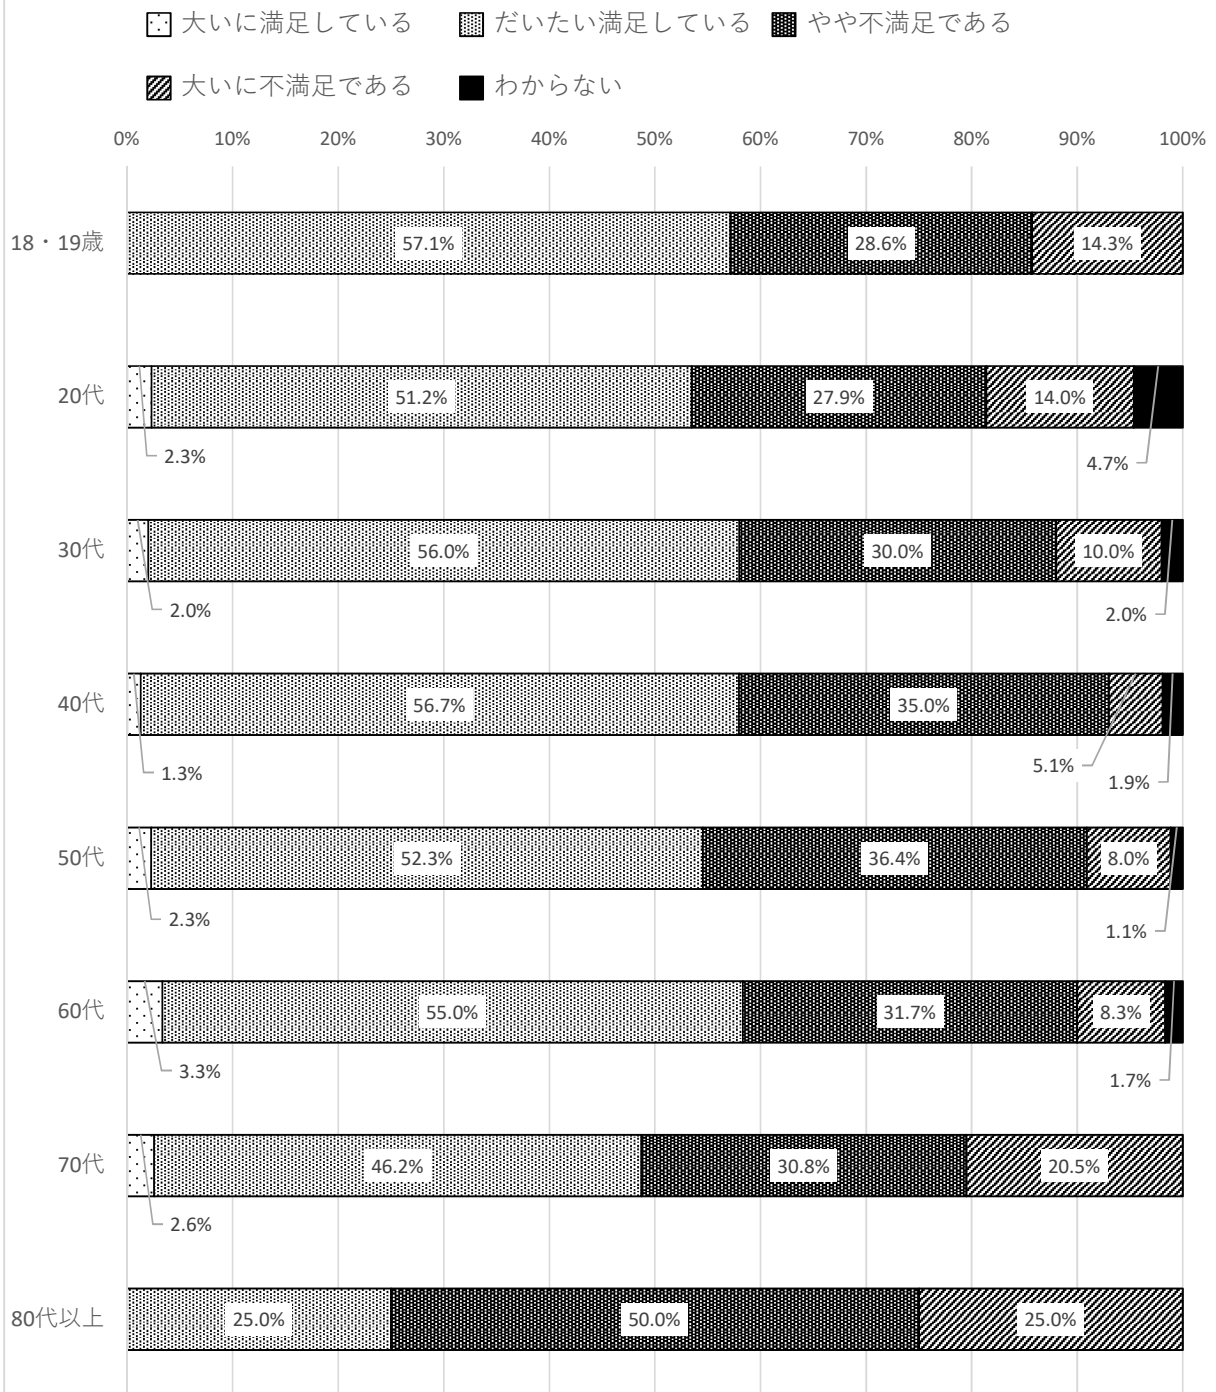 大いに満足している だいたい満足している やや不満足である
大いに不満足である わからない
0% 10% 20% 30% 40% 50% 60% 70% 80% 90% 100%
18・19歳 57.1% 28.6% 14.3%
20代 51.2% 27.9% 14.0%
2.3% 4.7%
30代 56.0% 30.0% 10.0%
2.0% 2.0%
40代 56.7% 35.0%
1.3% 5.1% 1.9%
50代 52.3% 36.4% 8.0%
2.3% 1.1%
60代 55.0% 31.7% 8.3%
3.3% 1.7%
70代 46.2% 30.8% 20.5%
2.6%
80代以上 25.0% 50.0% 25.0%